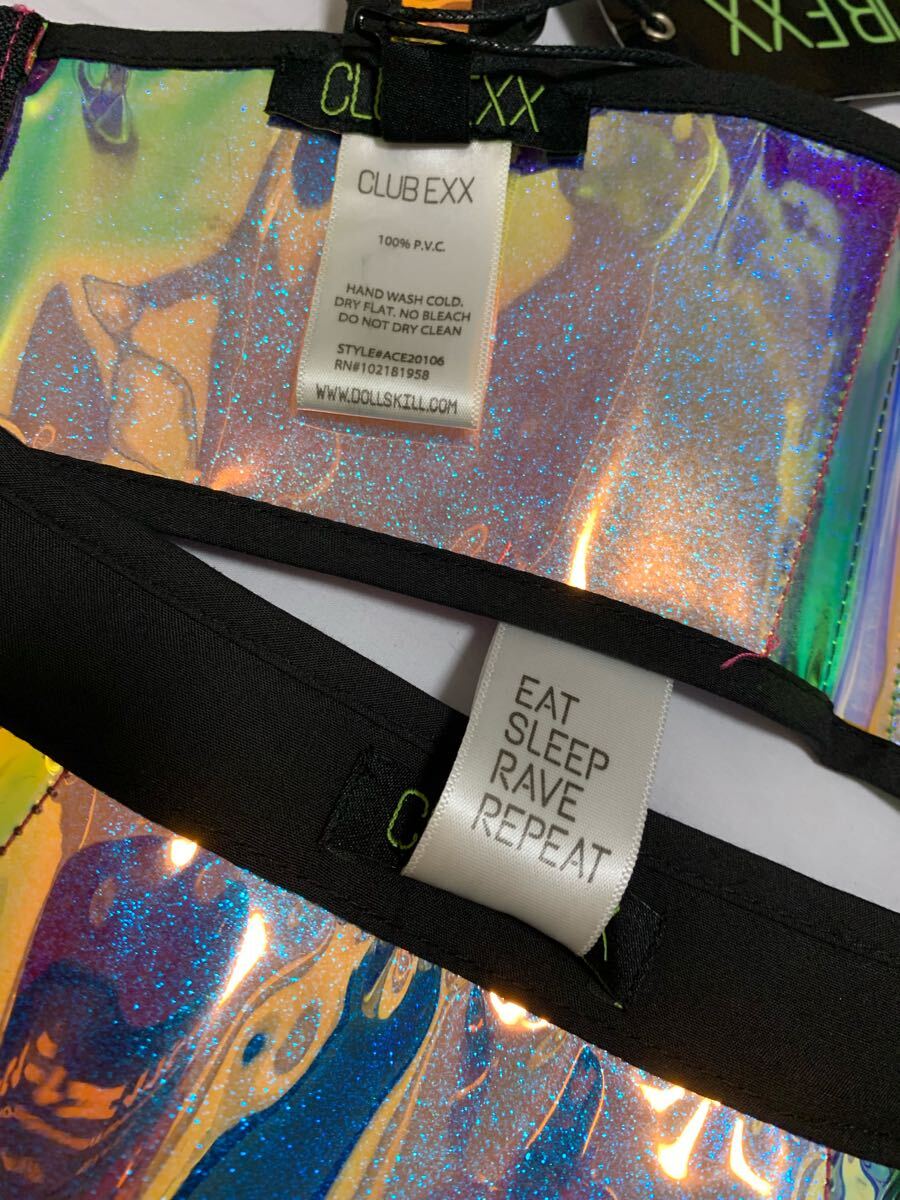 CLUB EXX
CLUB EXX
100% P.V.C.
HAND WASH COLD.
DRY FLAT. NO BLEACH
DO NOT DRY CLEAN
STYLE#ACE20106
RN#102181958
WWW.DOLLSKILL.COM
EAT
SLEEP
RAVE
REPEAT